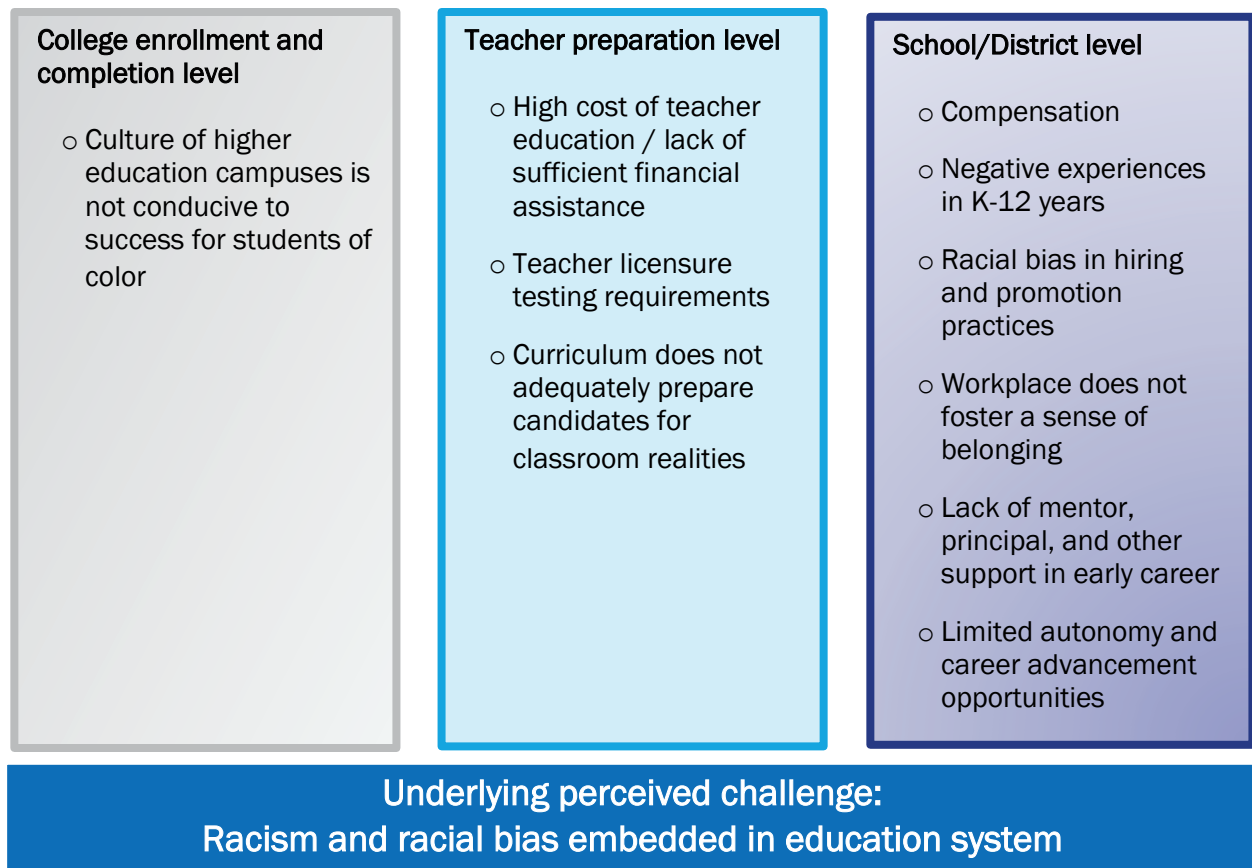 College enrollment and
completion level
o Culture of higher
education campuses is
not conducive to
success for students of
color
Teacher preparation level
o High cost of teacher
education / lack of
sufficient financial
assistance
o Teacher licensure
testing requirements
o Curriculum does not
adequately prepare
candidates for
classroom realities
School/District level
o Compensation
o Negative experiences
in K-12 years
o Racial bias in hiring
and promotion
practices
o Workplace does not
foster a sense of
belonging
o Lack of mentor,
principal, and other
support in early career
o Limited autonomy and
career advancement
opportunities
Underlying perceived challenge:
Racism and racial bias embedded in education system